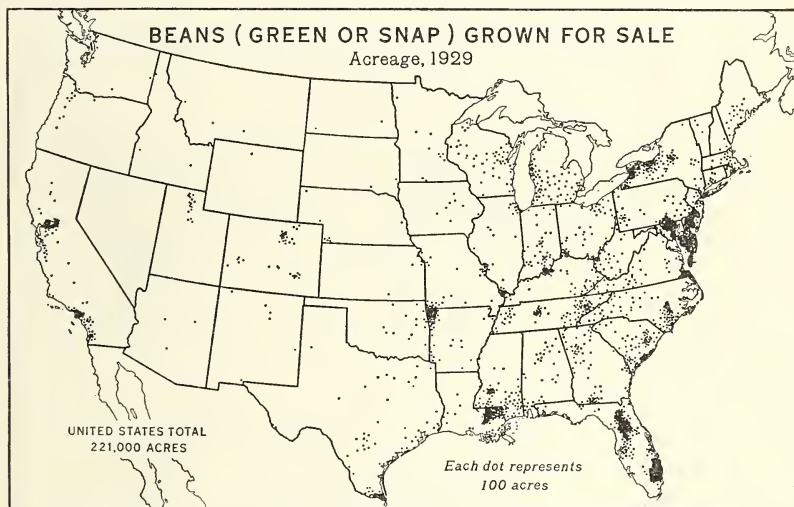 BEANS (GREEN OR SNAP) GROWN FOR SALE
Acreage, 1929
UNITED STATES TOTAL
221,000 ACRES
Each dot represents
100 acres